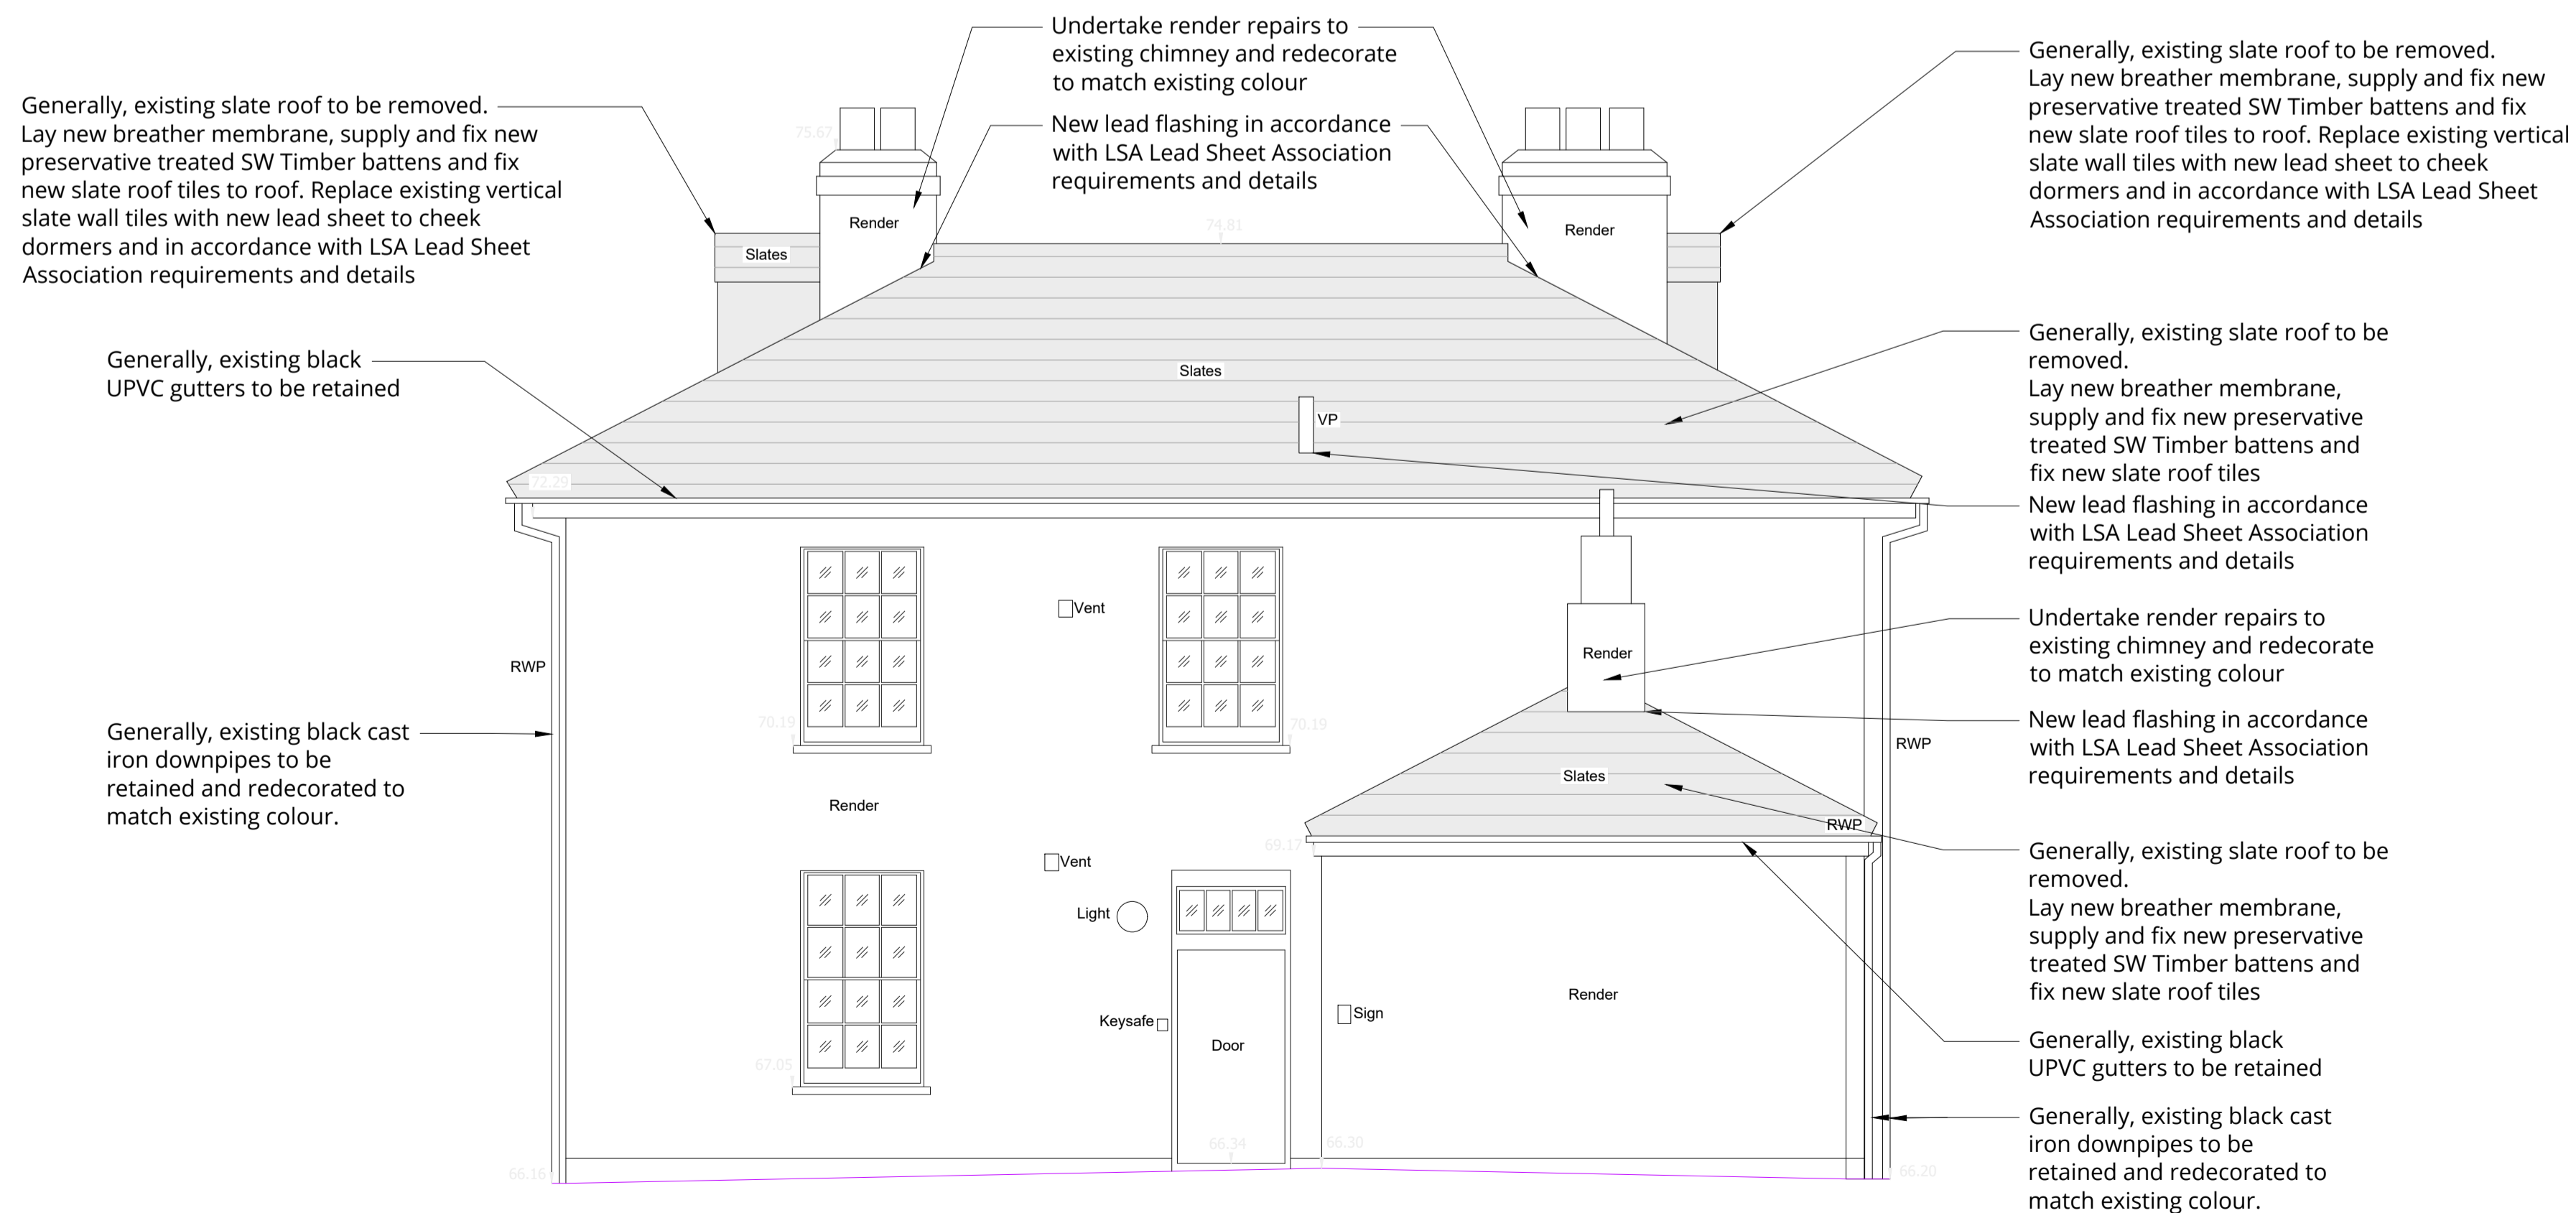 Undertake render repairs to
existing chimney and redecorate
to match existing colour
New lead flashing in accordance
with LSA Lead Sheet Association
requirements and details
Generally, existing slate roof to be removed.
Lay new breather membrane, supply and fix new
preservative treated SW Timber battens and fix
new slate roof tiles to roof. Replace existing vertical
slate wall tiles with new lead sheet to cheek
dormers and in accordance with LSA Lead Sheet
Association requirements and details
Generally, existing black
UPVC gutters to be retained
Generally, existing black cast
iron downpipes to be
retained and redecorated to
match existing colour.
75.67
Render
Slates
74.81
Render
Slates
VP
72.29
Vent
RWP
Render
70.19
70.19
Render
RWP
Slates
RWP
69.17
Vent
Light
Keysafe
Door
Sign
Render
67.05
66.34
66.30
66.16
66.20
Generally, existing slate roof to be removed.
Lay new breather membrane, supply and fix new
preservative treated SW Timber battens and fix
new slate roof tiles to roof. Replace existing vertical
slate wall tiles with new lead sheet to cheek
dormers and in accordance with LSA Lead Sheet
Association requirements and details
Generally, existing slate roof to be
removed.
Lay new breather membrane,
supply and fix new preservative
treated SW Timber battens and
fix new slate roof tiles
New lead flashing in accordance
with LSA Lead Sheet Association
requirements and details
Undertake render repairs to
existing chimney and redecorate
to match existing colour
New lead flashing in accordance
with LSA Lead Sheet Association
requirements and details
Generally, existing slate roof to be
removed.
Lay new breather membrane,
supply and fix new preservative
treated SW Timber battens and
fix new slate roof tiles
Generally, existing black
UPVC gutters to be retained
Generally, existing black cast
iron downpipes to be
retained and redecorated to
match existing colour.